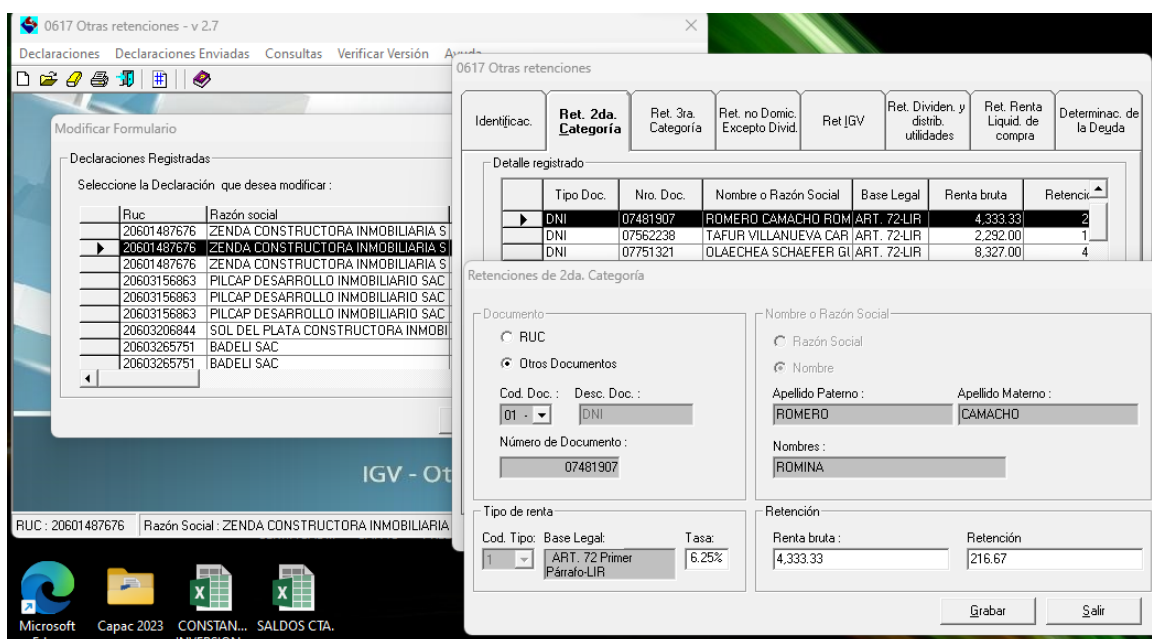 0617 Otras retenciones - v 2.7
Declaraciones Declaraciones Enviadas Consultas Verificar Versión
Modificar Formulario
Declaraciones Registradas
Seleccione la Declaración que desea modificar :
Ruc Razón social
20601487676 ZENDA CONSTRUCTORA INMOBILIARIA S
20601487676 ZENDA CONSTRUCTORA INMOBILIARIA S
20601487676 ZENDA CONSTRUCTORA INMOBILIARIA S
20603156863 PILCAP DESARROLLO INMOBILIARIO SAC
20603156863 PILCAP DESARROLLO INMOBILIARIO SAC
20603156863 PILCAP DESARROLLO INMOBILIARIO SAC
20603206844 SOL DEL PLATA CONSTRUCTORA INMOBI
20603265751 BADELI SAC
20603265751 BADELI SAC
IGV - Ot
RUC : 20601487676 Razón Social : ZENDA CONSTRUCTORA INMOBILIARIA
0617 Otras retenciones
Identificac.
Ret. 2da.
Categoría
Ret. 3ra.
Categoría
Ret. no Domic.
Excepto Divid.
Ret IGV
Ret. Dividen. y
distrib.
utilidades
Ret. Renta
Liquid. de
compra
Determinac. de
la Deuda
Detalle registrado
Tipo Doc. Nro. Doc. Nombre o Razón Social Base Legal Renta bruta Retenció
DNI 07481907 ROMERO CAMACHO ROM ART. 72-LIR 4,333.33 2
DNI 07562238 TAFUR VILLANUEVA CAR ART. 72-LIR 2,292.00 1
DNI 07751321 OLAECHEA SCHAEFER GU ART. 72-LIR 8,327.00 4
Retenciones de 2da. Categoría
Documento
RUC
Otros Documentos
Cod. Doc. : Desc. Doc. :
01 - DNI
Número de Documento :
07481907
Nombre o Razón Social
Razón Social
Nombre
Apellido Paterno : Apellido Materno :
ROMERO CAMACHO
Nombres :
ROMINA
Tipo de renta
Cod. Tipo: Base Legal: Tasa:
1 ART. 72 Primer 6.25%
Párrafo-LIR
Retención
Renta bruta : Retención
4,333.33 216.67
Grabar Salir
Microsoft Capac 2023 CONSTAN... SALDOS CTA.